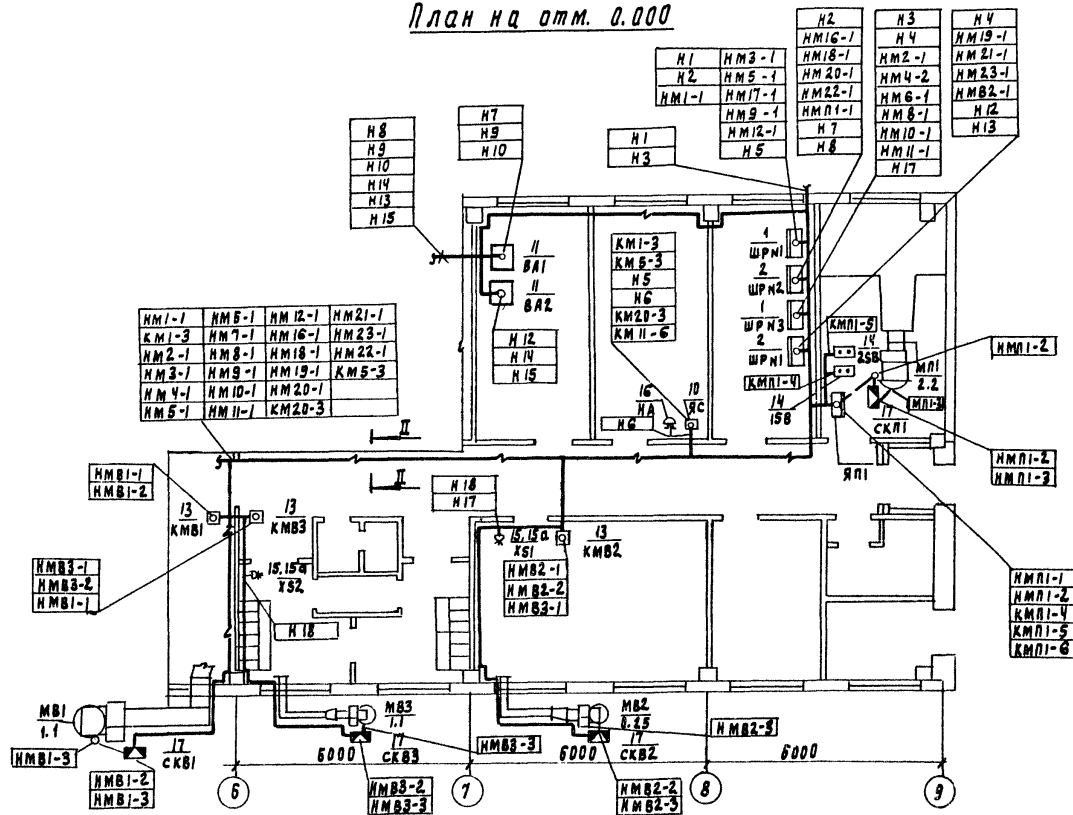 План на отм. 0.000
Н1
Н2
НМ1-1
НМ3-1
НМ5-1
НМ17-1
НМ9-1
НМ12-1
Н5
Н2
НМ16-1
НМ18-1
НМ20-1
НМ22-1
НМП1-1
Н7
Н8
Н3
Н4
НМ2-1
НМ4-2
НМ6-1
НМ8-1
НМ10-1
НМ11-1
Н17
Н4
НМ19-1
НМ21-1
НМ23-1
НМВ2-1
Н12
Н13
Н8
Н9
Н10
Н14
Н13
Н15
Н7
Н9
Н10
Н1
Н3
11
ВА1
11
ВА2
Н12
Н14
Н15
КМ1-3
КМ5-3
Н5
Н6
КМ20-3
КМ11-6
1
ШРН1
2
ШРН2
1
ШРН3
2
ШРН1
КМП1-5
14
2SB
КМП1-4
14
1SB
МП1
2.2
МП1-2
17
СКП1
НМП1-2
НМП1-2
НМП1-3
ЯП1
16
НА
Н6
10
ЯС
НМ1-1 НМ6-1 НМ12-1 НМ21-1
КМ1-3 НМ7-1 НМ16-1 НМ23-1
НМ2-1 НМ8-1 НМ18-1 НМ22-1
НМ3-1 НМ9-1 НМ19-1 КМ5-3
НМ4-1 НМ10-1 НМ20-1
НМ5-1 НМ11-1 КМ20-3
II
II
НМВ1-1
НМВ1-2
13
КМВ1
13
КМВ3
Н18
Н17
15,15а
XS1
13
КМВ2
15,15а
XS2
НМВ3-1
НМВ3-2
НМВ1-1
НМВ2-1
НМВ2-2
НМВ3-1
Н18
НМП1-1
НМП1-2
КМП1-4
КМП1-5
КМП1-6
МВ1
1.1
НМВ1-3
17
СКВ1
НМВ1-2
НМВ1-3
МВ3
1.1
17
СКВ3
НМВ3-3
НМВ3-2
НМВ3-3
МВ2
0.25
17
СКВ2
НМВ2-3
НМВ2-2
НМВ2-3
6000
6000
6000
6
7
8
9